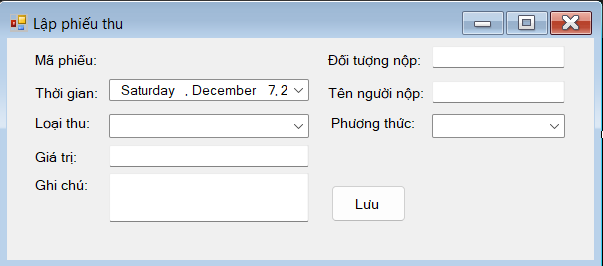 Lập phiếu thu
Mã phiếu:
Đối tượng nộp:
Thời gian: Saturday , December 7, 2
Tên người nộp:
Loại thu:
Phương thức:
Giá trị:
Ghi chú:
Lưu